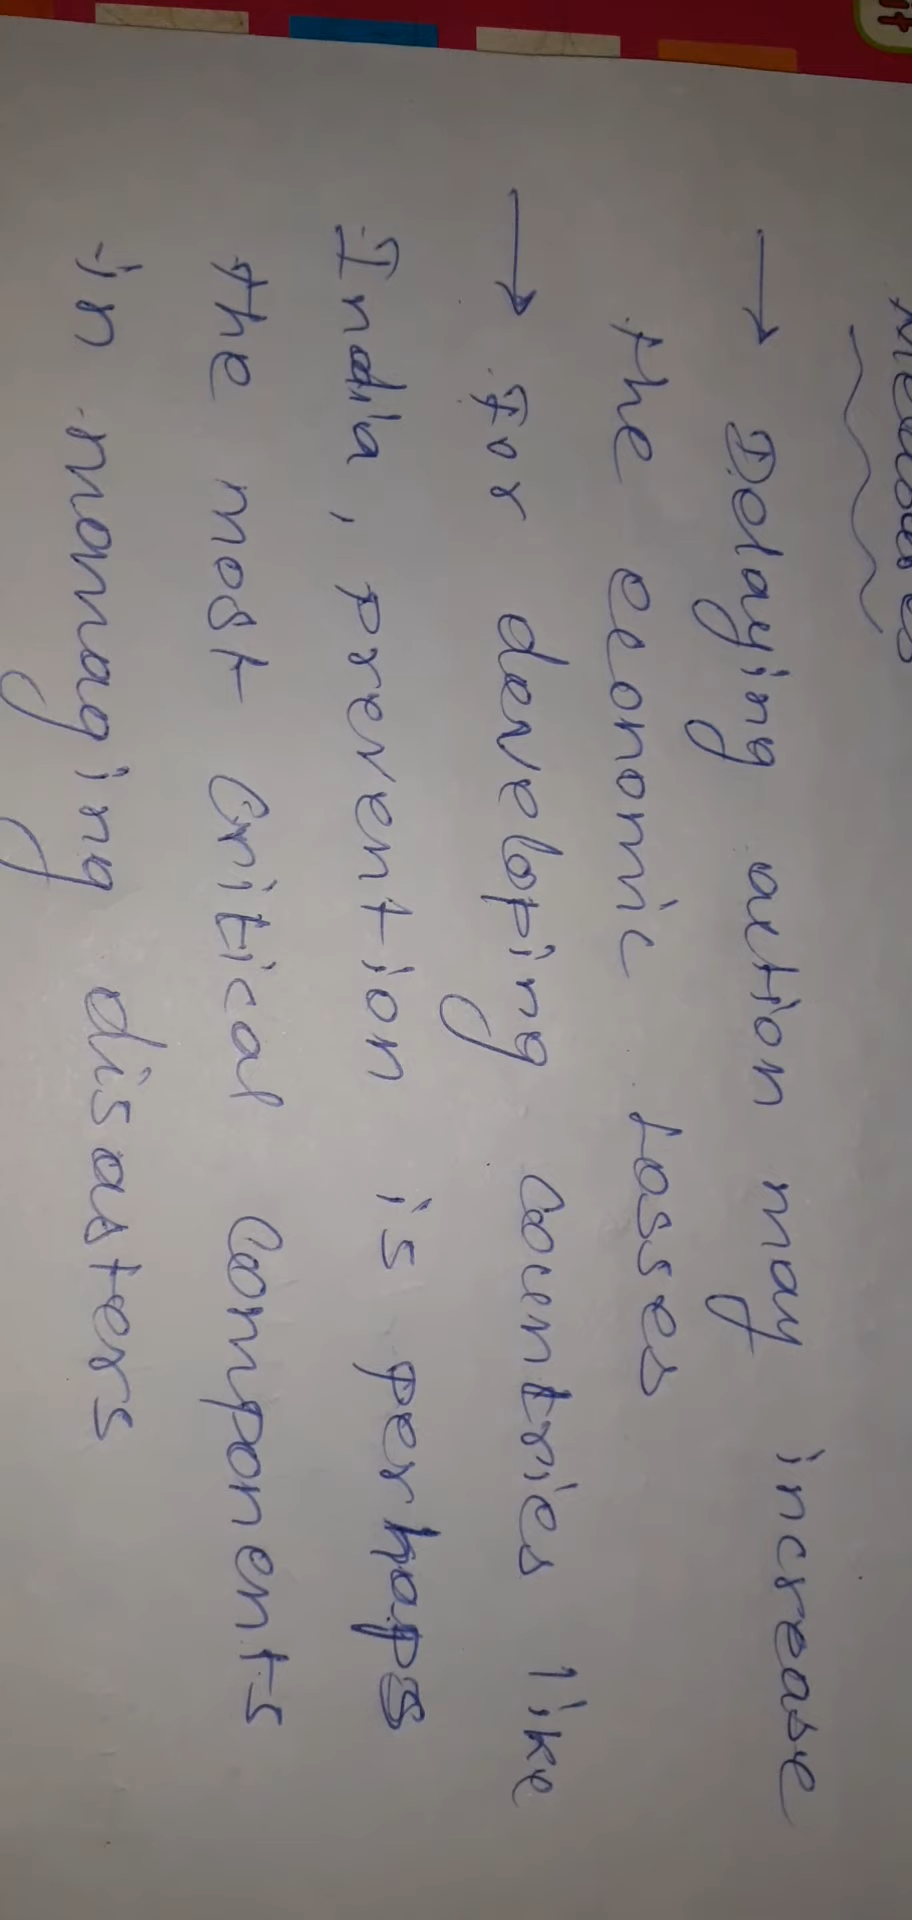 Measures
→ Delaying action may increase
the economic losses
→ For developing countries like
India, prevention is perhaps
the most critical components
in managing disasters